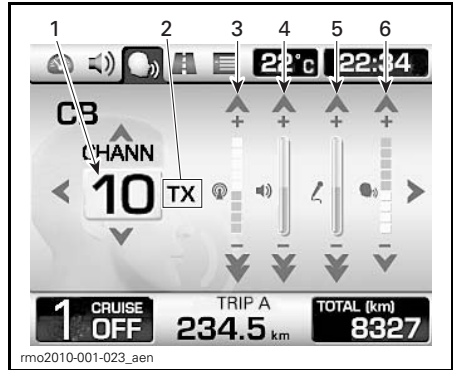 1 2 3 4 5 6
22°c 22:34
CB
CHANN
10 TX
+ + + +
− − − −
1 CRUISE OFF
TRIP A
234.5 km
TOTAL (km)
8327
rmo2010-001-023_aen